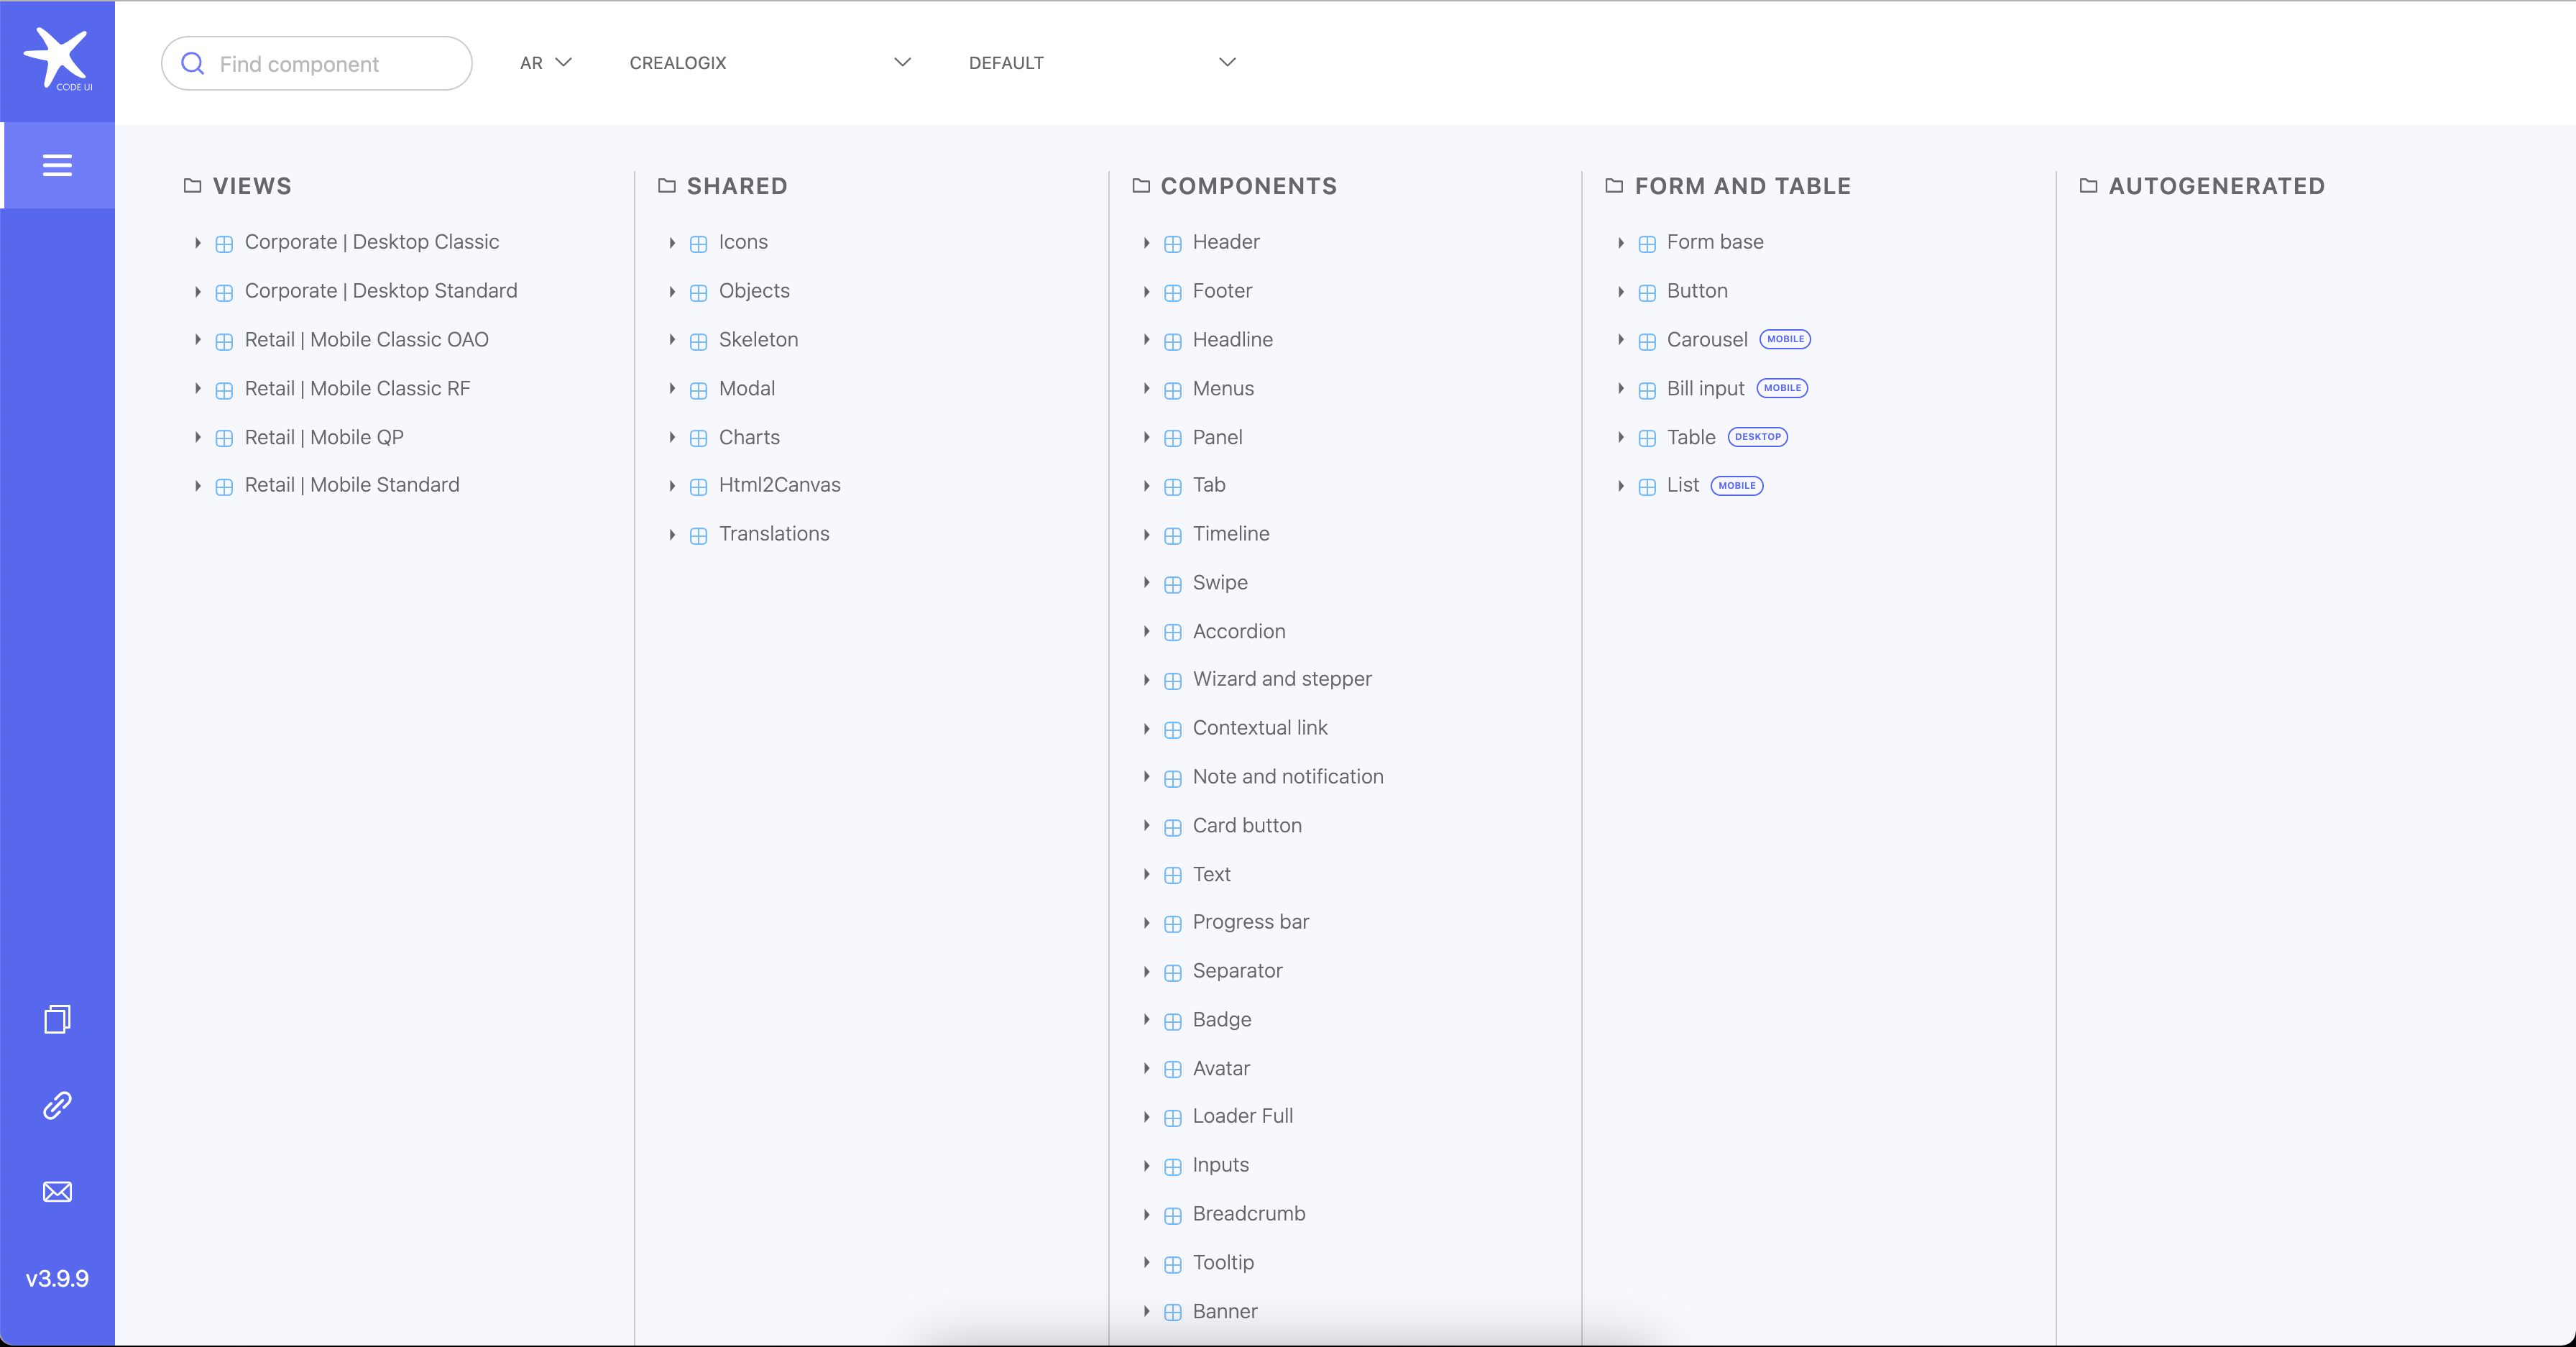 CODE UI
Find component
AR
CREALOGIX
DEFAULT
VIEWS
Corporate | Desktop Classic
Corporate | Desktop Standard
Retail | Mobile Classic OAO
Retail | Mobile Classic RF
Retail | Mobile QP
Retail | Mobile Standard
SHARED
Icons
Objects
Skeleton
Modal
Charts
Html2Canvas
Translations
COMPONENTS
Header
Footer
Headline
Menus
Panel
Tab
Timeline
Swipe
Accordion
Wizard and stepper
Contextual link
Note and notification
Card button
Text
Progress bar
Separator
Badge
Avatar
Loader Full
Inputs
Breadcrumb
Tooltip
Banner
FORM AND TABLE
Form base
Button
Carousel MOBILE
Bill input MOBILE
Table DESKTOP
List MOBILE
AUTOGENERATED
v3.9.9